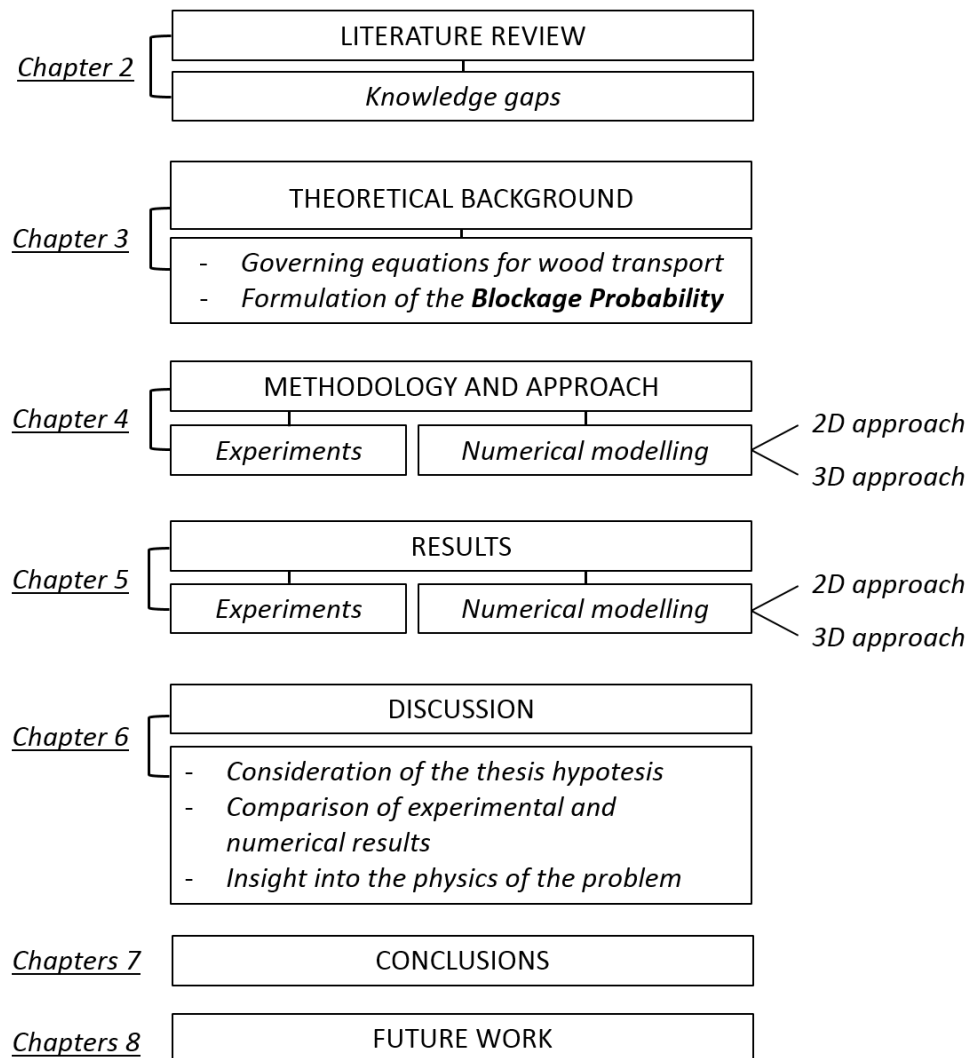 LITERATURE REVIEW
Chapter 2
Knowledge gaps
THEORETICAL BACKGROUND
Chapter 3
- Governing equations for wood transport
- Formulation of the Blockage Probability
METHODOLOGY AND APPROACH
Chapter 4
Experiments
Numerical modelling
2D approach
3D approach
RESULTS
Chapter 5
Experiments
Numerical modelling
2D approach
3D approach
DISCUSSION
Chapter 6
- Consideration of the thesis hypotesis
- Comparison of experimental and
numerical results
- Insight into the physics of the problem
Chapters 7
CONCLUSIONS
Chapters 8
FUTURE WORK